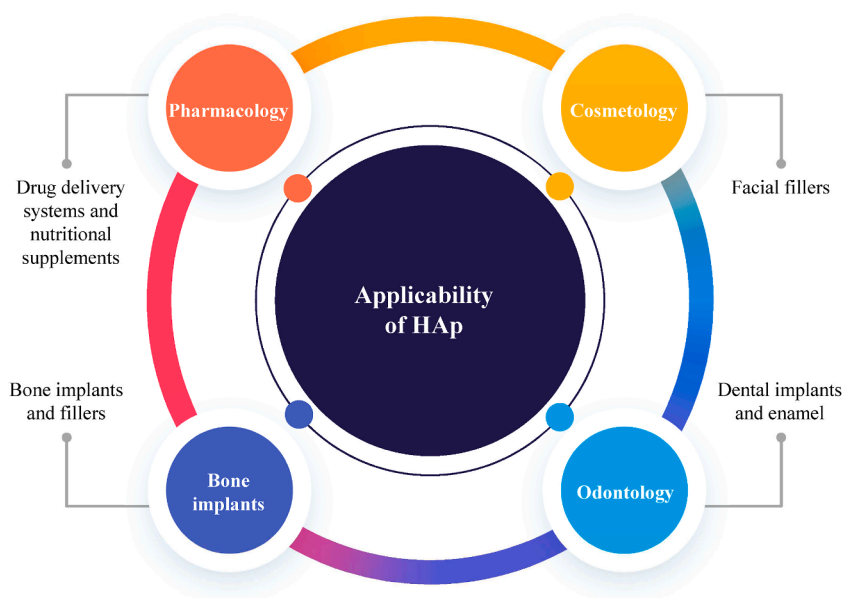 Pharmacology
Cosmetology
Drug delivery
systems and
nutritional
supplements
Facial fillers
Applicability
of HAp
Bone implants
and fillers
Dental implants
and enamel
Bone
implants
Odontology